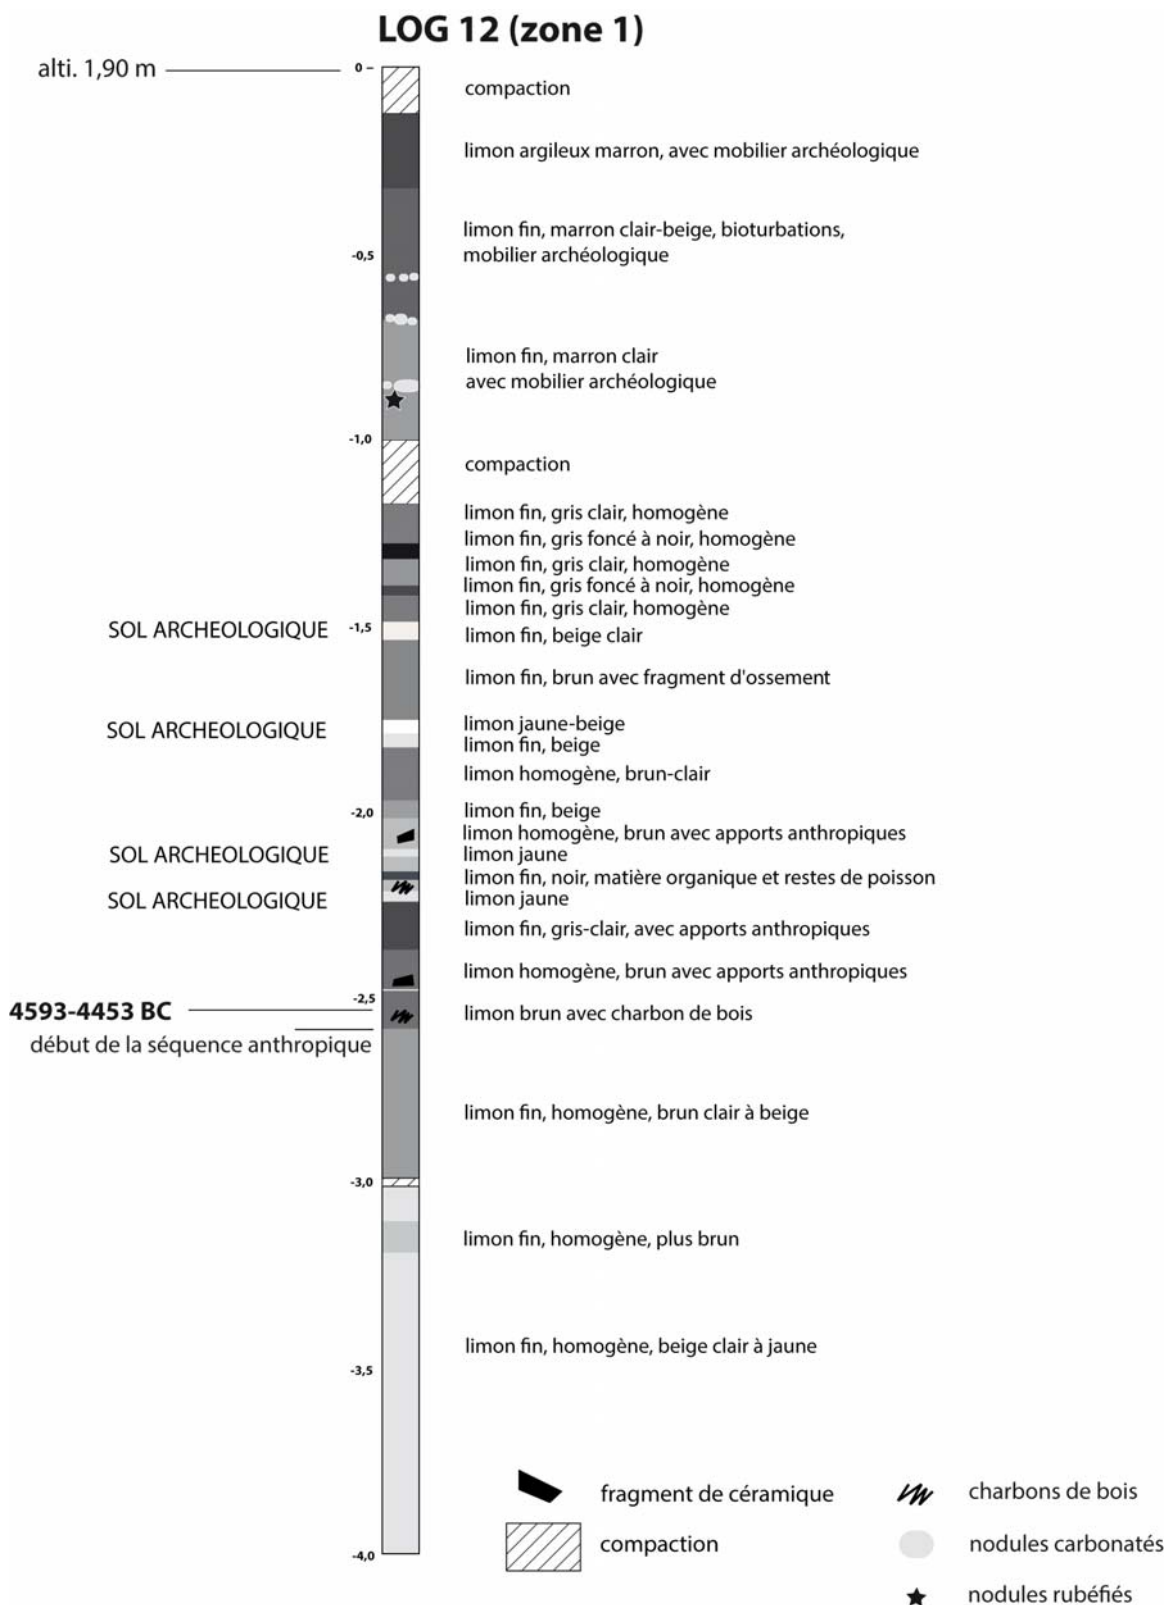 LOG 12 (zone 1)
alti. 1,90 m
0 –
compaction
limon argileux marron, avec mobilier archéologique
limon fin, marron clair-beige, bioturbations,
mobilier archéologique
-0,5
limon fin, marron clair
avec mobilier archéologique
-1,0
compaction
limon fin, gris clair, homogène
limon fin, gris foncé à noir, homogène
limon fin, gris clair, homogène
limon fin, gris foncé à noir, homogène
limon fin, gris clair, homogène
SOL ARCHEOLOGIQUE
-1,5
limon fin, beige clair
limon fin, brun avec fragment d'ossement
SOL ARCHEOLOGIQUE
limon jaune-beige
limon fin, beige
limon homogène, brun-clair
-2,0
limon fin, beige
limon homogène, brun avec apports anthropiques
SOL ARCHEOLOGIQUE
limon jaune
limon fin, noir, matière organique et restes de poisson
SOL ARCHEOLOGIQUE
limon jaune
limon fin, gris-clair, avec apports anthropiques
limon homogène, brun avec apports anthropiques
-2,5
4593-4453 BC
limon brun avec charbon de bois
début de la séquence anthropique
limon fin, homogène, brun clair à beige
-3,0
limon fin, homogène, plus brun
limon fin, homogène, beige clair à jaune
-3,5
-4,0
fragment de céramique
charbons de bois
compaction
nodules carbonatés
nodules rubéfiés